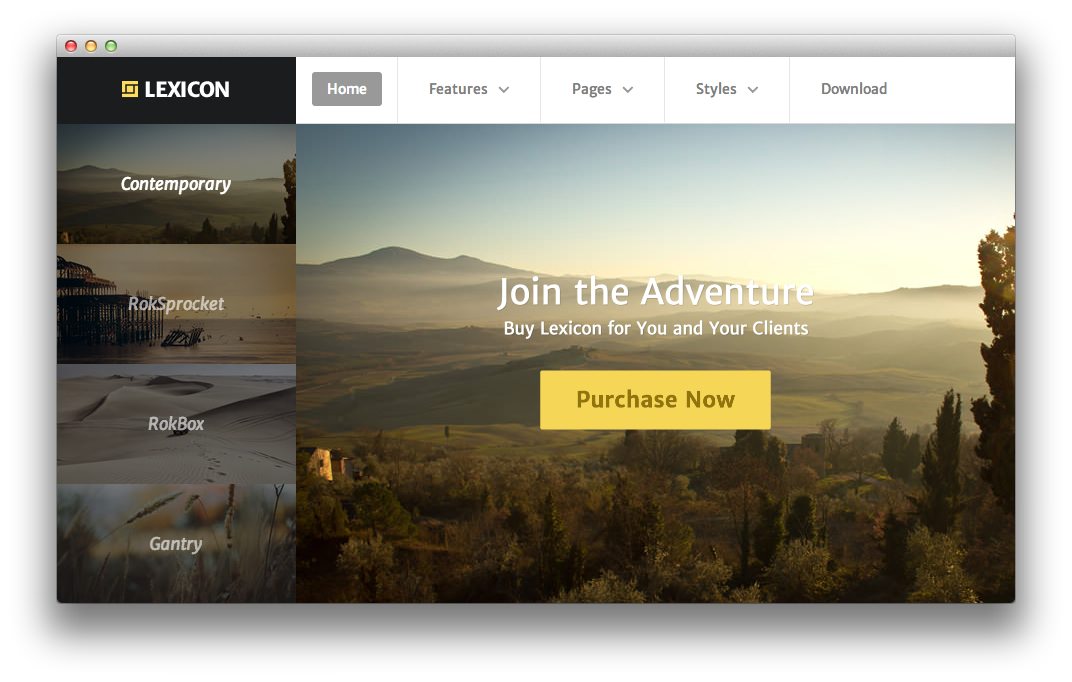 LEXICON
Home Features Pages Styles Download
Contemporary
RokSprocket
RokBox
Gantry
Join the Adventure
Buy Lexicon for You and Your Clients
Purchase Now